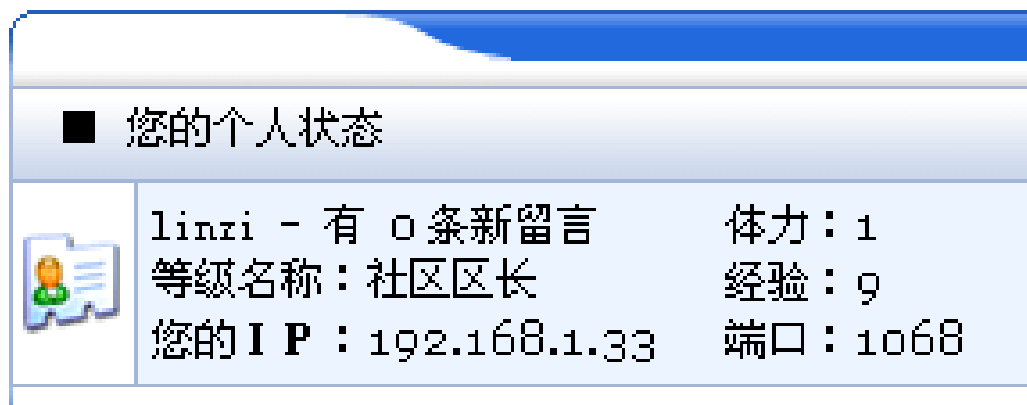 ■ 您的个人状态
linri - 有 0 条新留言 体力：1
等级名称：社区区长 经验：9
您的 I P：192.168.1.33 端口：1068